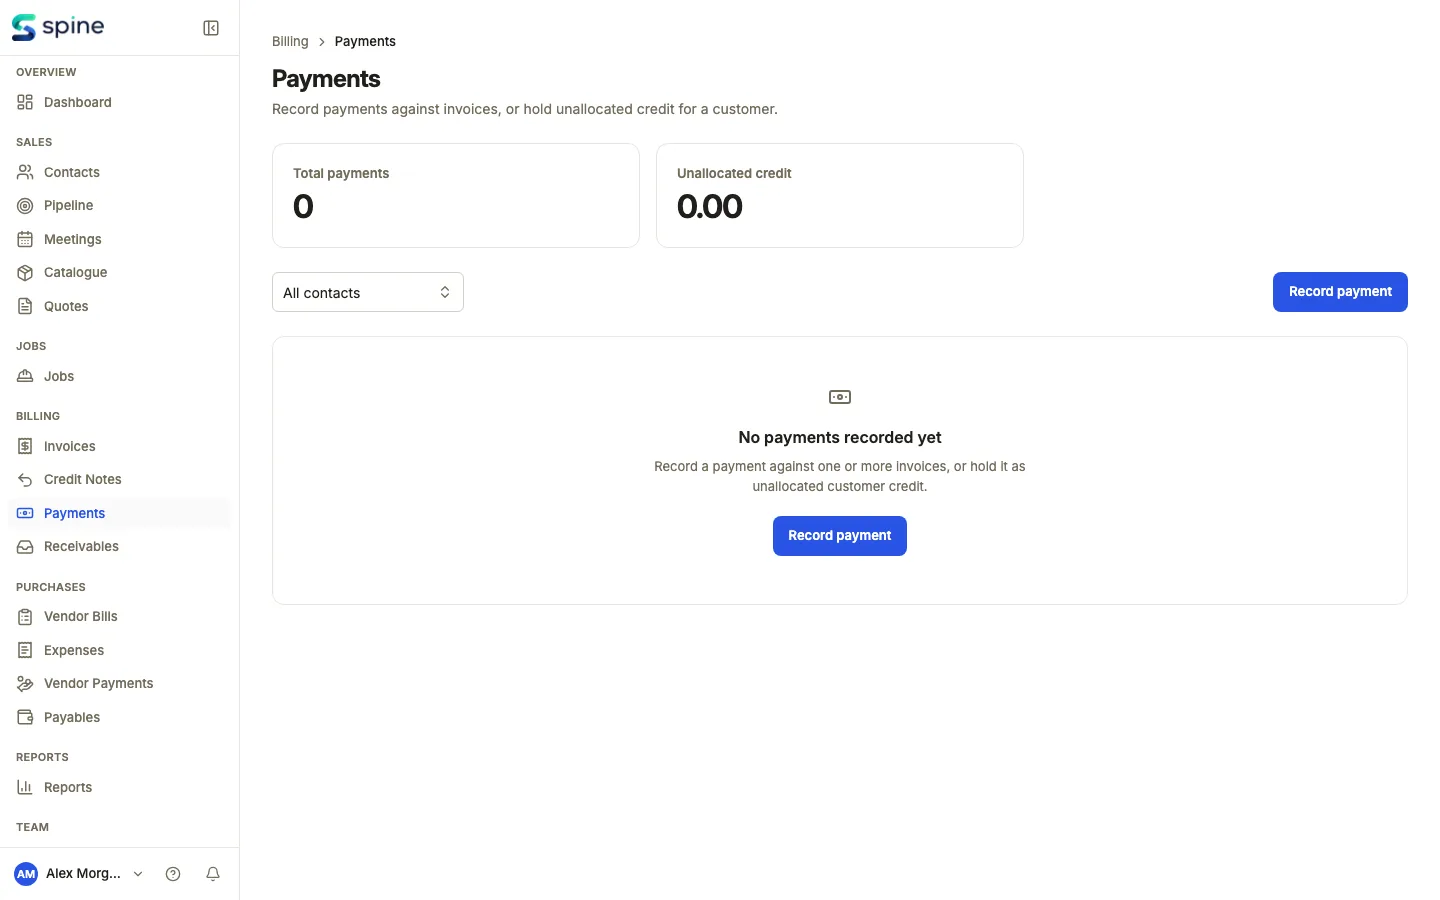 spine
OVERVIEW
Dashboard
SALES
Contacts
Pipeline
Meetings
Catalogue
Quotes
JOBS
Jobs
BILLING
Invoices
Credit Notes
Payments
Receivables
PURCHASES
Vendor Bills
Expenses
Vendor Payments
Payables
REPORTS
Reports
TEAM
AM Alex Morg...
Billing > Payments
Payments
Record payments against invoices, or hold unallocated credit for a customer.
Total payments
0
Unallocated credit
0.00
All contacts
Record payment
No payments recorded yet
Record a payment against one or more invoices, or hold it as
unallocated customer credit.
Record payment